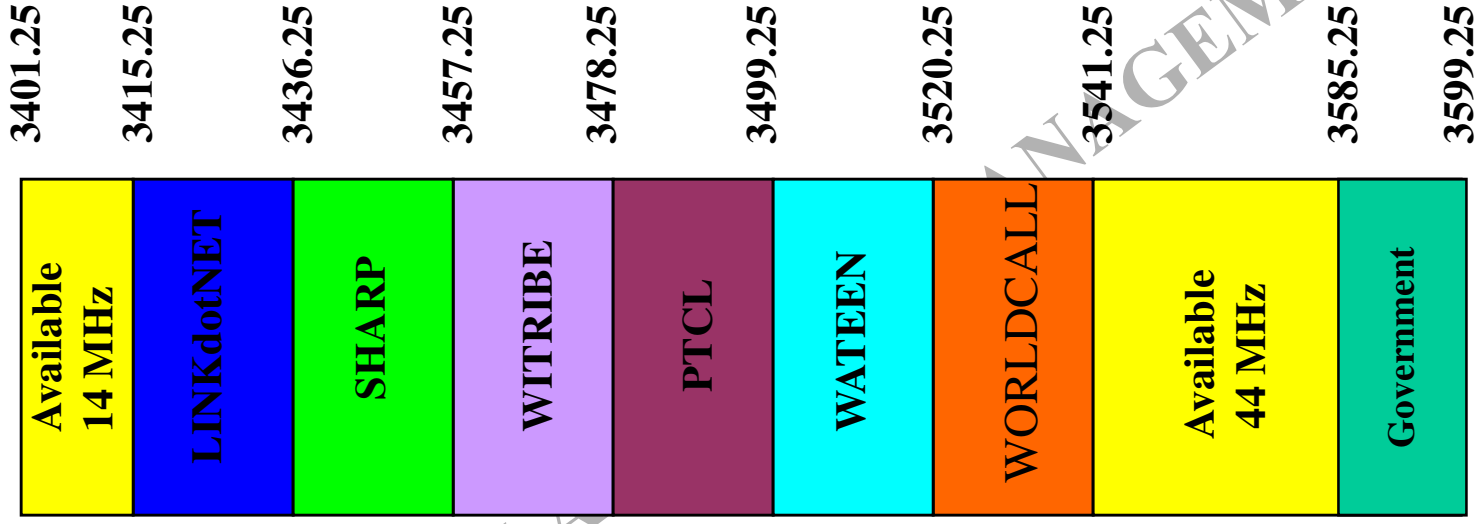 3401.25
3415.25
3436.25
3457.25
3478.25
3499.25
3520.25
3541.25
3585.25
3599.25
Available
14 MHz
LINKdotNET
SHARP
WITRIBE
PTCL
WATEEN
WORLDCALL
Available
44 MHz
Government